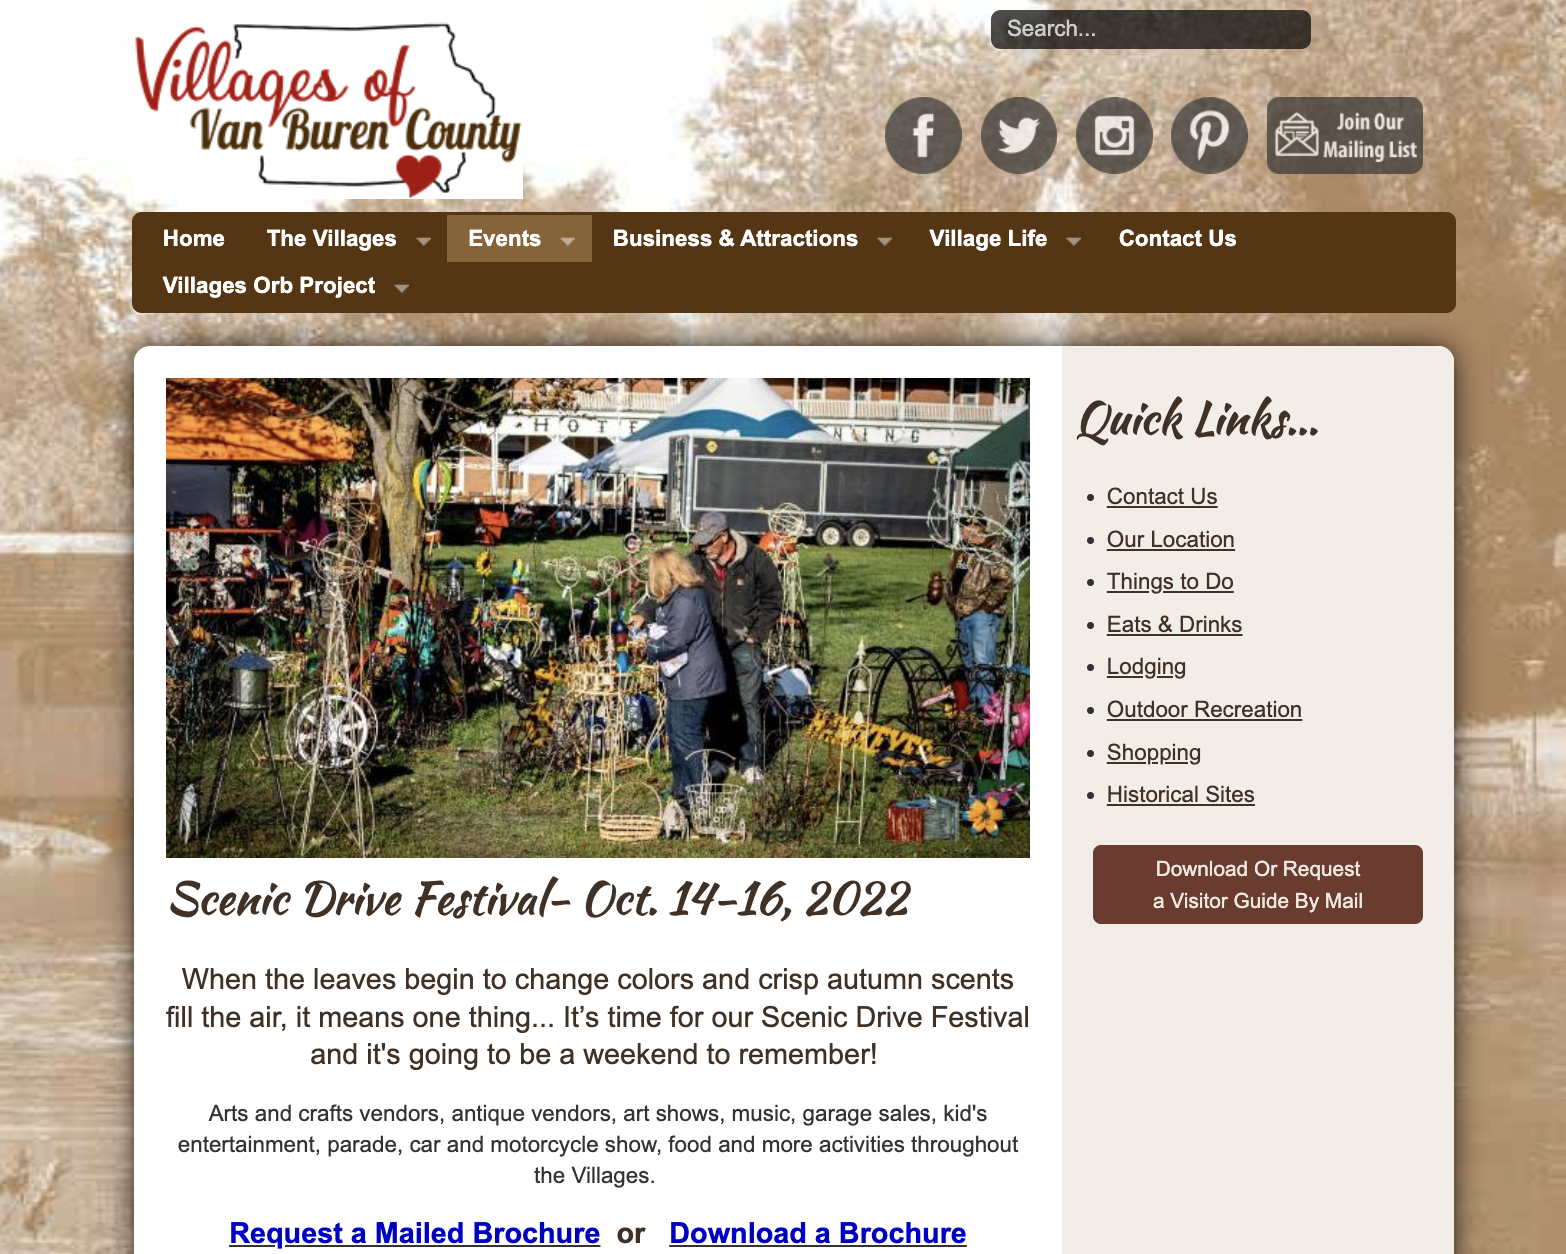 Villages of
Van Buren County
Search...
f
Join Our
Mailing List
Home The Villages Events Business & Attractions Village Life Contact Us
Villages Orb Project
HOTEL NING
Quick Links...
Contact Us
Our Location
Things to Do
Eats & Drinks
Lodging
Outdoor Recreation
Shopping
Historical Sites
Download Or Request
a Visitor Guide By Mail
Scenic Drive Festival- Oct. 14-16, 2022
When the leaves begin to change colors and crisp autumn scents
fill the air, it means one thing... It’s time for our Scenic Drive Festival
and it's going to be a weekend to remember!
Arts and crafts vendors, antique vendors, art shows, music, garage sales, kid's
entertainment, parade, car and motorcycle show, food and more activities throughout
the Villages.
Request a Mailed Brochure or Download a Brochure